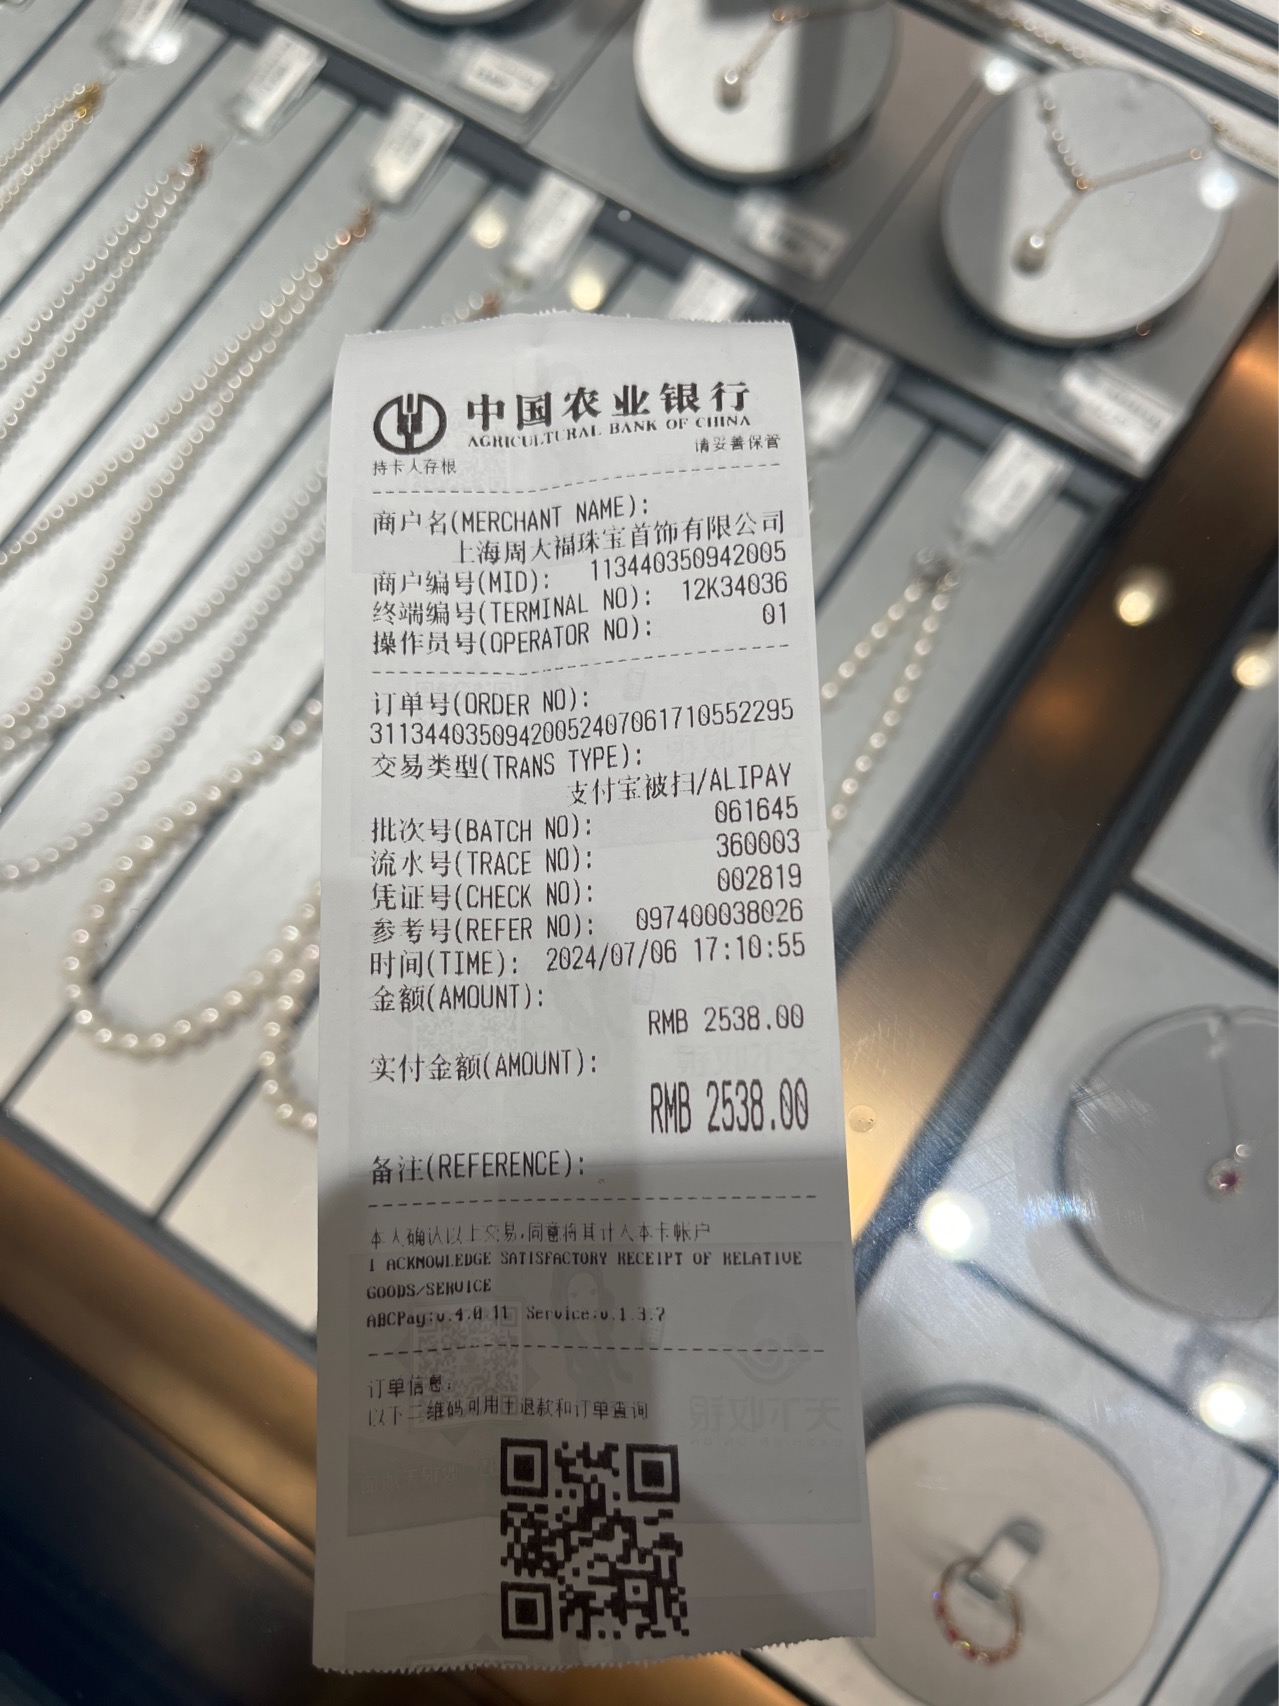 中国农业银行
AGRICULTURAL BANK OF CHINA
持卡人存根
请妥善保管
商户名(MERCHANT NAME):
上海周大福珠宝首饰有限公司
商户编号(MID): 113440350942005
终端编号(TERMINAL NO): 12K34036
操作员号(OPERATOR NO): 01
订单号(ORDER NO):
31134403509420052407061710552295
交易类型(TRANS TYPE):
支付宝被扫/ALIPAY
批次号(BATCH NO): 061645
流水号(TRACE NO): 360003
凭证号(CHECK NO): 002819
参考号(REFER NO): 097400038026
时间(TIME): 2024/07/06 17:10:55
金额(AMOUNT):
RMB 2538.00
实付金额(AMOUNT):
RMB 2538.00
备注(REFERENCE):
本人确认以上交易,同意将其计入本卡帐户
I ACKNOWLEDGE SATISFACTORY RECEIPT OF RELATIVE
GOODS/SERVICE
ABCPay:v.4.0.11 Service:v.1.3.7
订单信息:
以下二维码可用于退款和订单查询